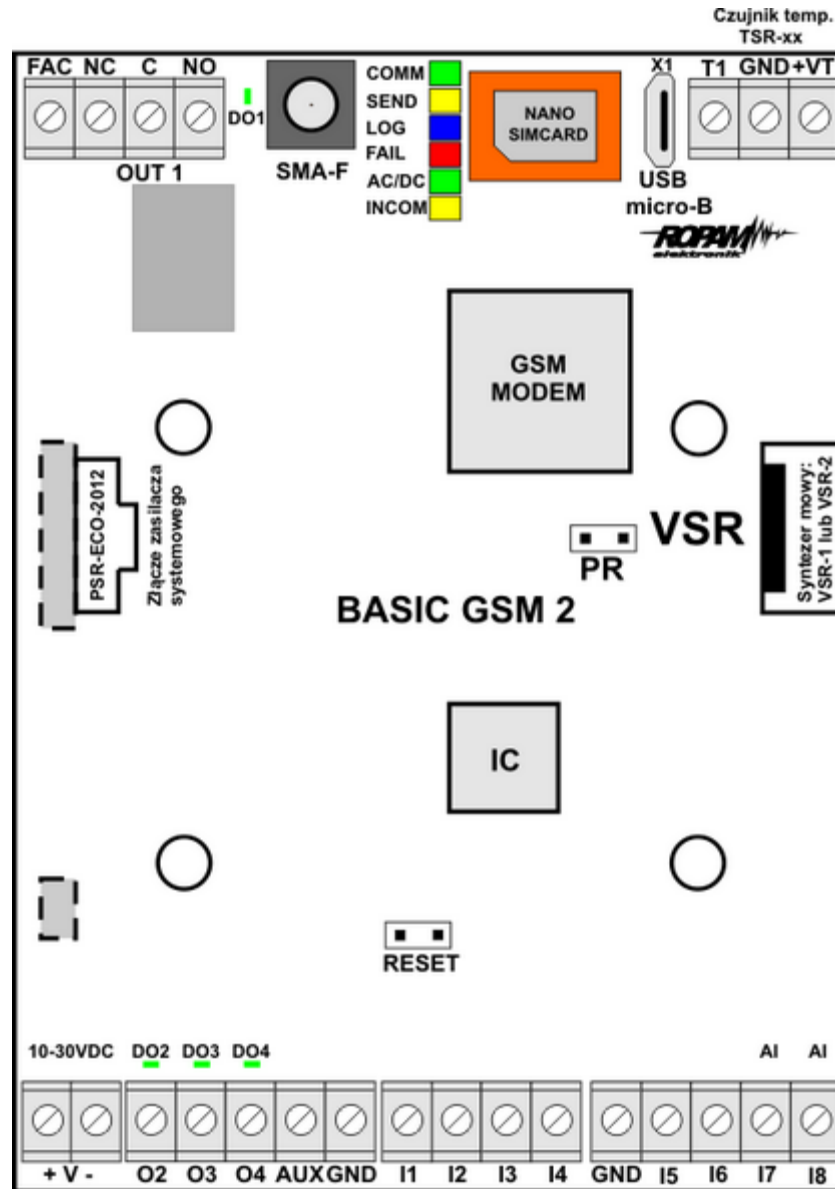 Czujnik temp.
TSR-xx
FAC NC C NO
DO1
OUT 1
SMA-F
COMM
SEND
LOG
FAIL
AC/DC
INCOM
NANO
SIMCARD
X1
USB
micro-B
T1 GND +VT
ROPAM
elektronik
GSM
MODEM
PSR-ECO-2012
Złącze zasilacza
systemowego
PR
VSR
Syntezer mowy:
VSR-1 lub VSR-2
BASIC GSM 2
IC
RESET
10-30VDC DO2 DO3 DO4 AI AI
+ V - O2 O3 O4 AUX GND I1 I2 I3 I4 GND I5 I6 I7 I8